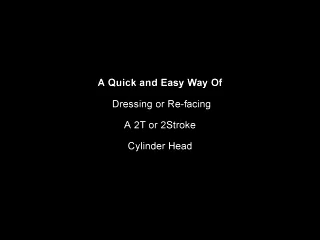 A Quick and Easy Way Of
Dressing or Re-facing
A 2T or 2Stroke
Cylinder Head